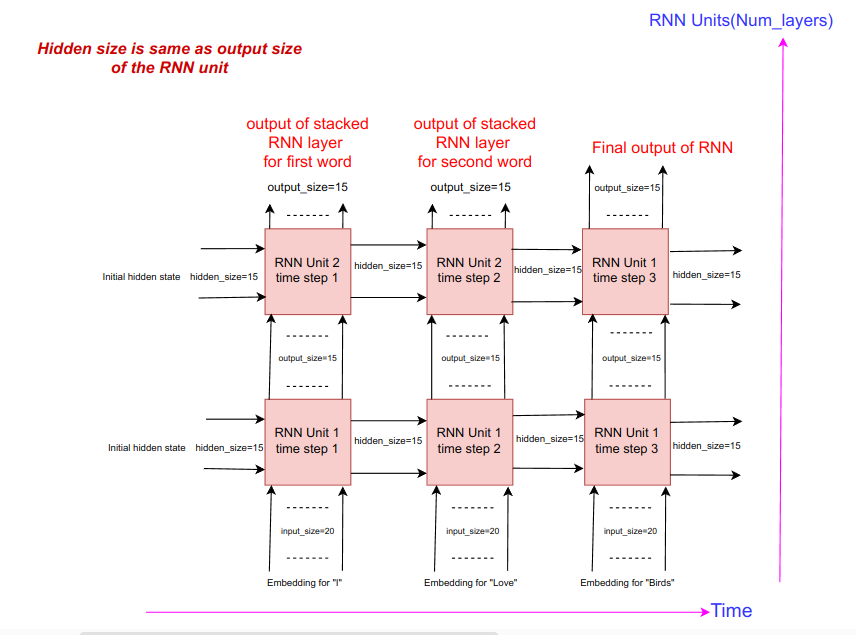 RNN Units(Num_layers)
Hidden size is same as output size
of the RNN unit
output of stacked
RNN layer
for first word
output of stacked
RNN layer
for second word
Final output of RNN
output_size=15
output_size=15
output_size=15
Initial hidden state
hidden_size=15
RNN Unit 2
time step 1
hidden_size=15
RNN Unit 2
time step 2
hidden_size=15
RNN Unit 1
time step 3
hidden_size=15
output_size=15
output_size=15
output_size=15
Initial hidden state
hidden_size=15
RNN Unit 1
time step 1
hidden_size=15
RNN Unit 1
time step 2
hidden_size=15
RNN Unit 1
time step 3
hidden_size=15
input_size=20
input_size=20
input_size=20
Embedding for "I"
Embedding for "Love"
Embedding for "Birds"
Time